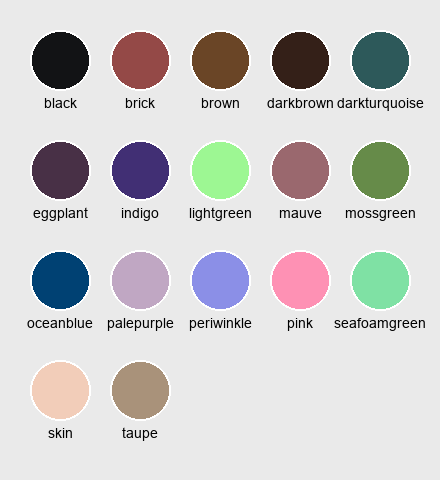 black brick brown darkbrown darkturquoise
eggplant indigo lightgreen mauve mossgreen
oceanblue palepurple periwinkle pink seafoamgreen
skin taupe